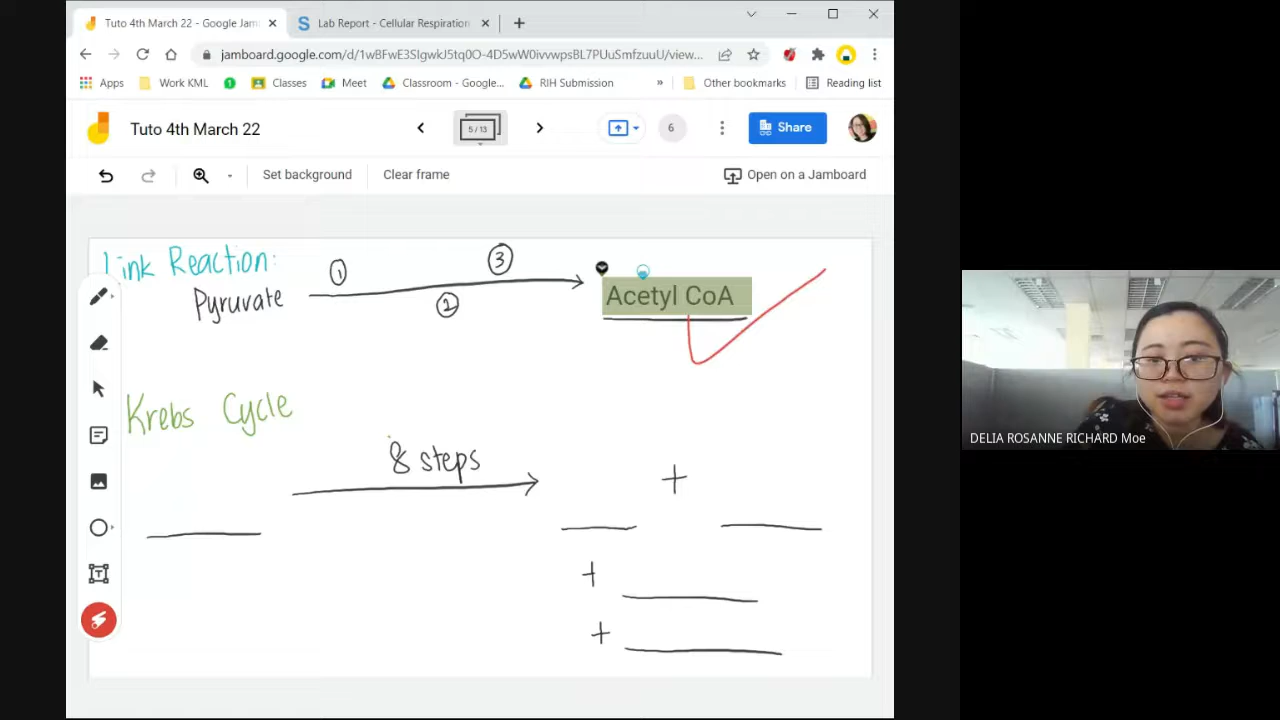 Tuto 4th March 22 - Google Jam
Lab Report - Cellular Respiration
jamboard.google.com/d/1wBFwE3SlgwkJ5tq0O-4D5wW0ivvwpsBL7PUuSmfzuuU/view...
Apps Work KML 1 Classes Meet Classroom - Google... RIH Submission » Other bookmarks Reading list
Tuto 4th March 22 5 / 13 6 Share
Set background Clear frame Open on a Jamboard
Link Reaction:
1 3
Pyruvate Acetyl CoA
2
Krebs Cycle
8 steps +
+
+
DELIA ROSANNE RICHARD Moe